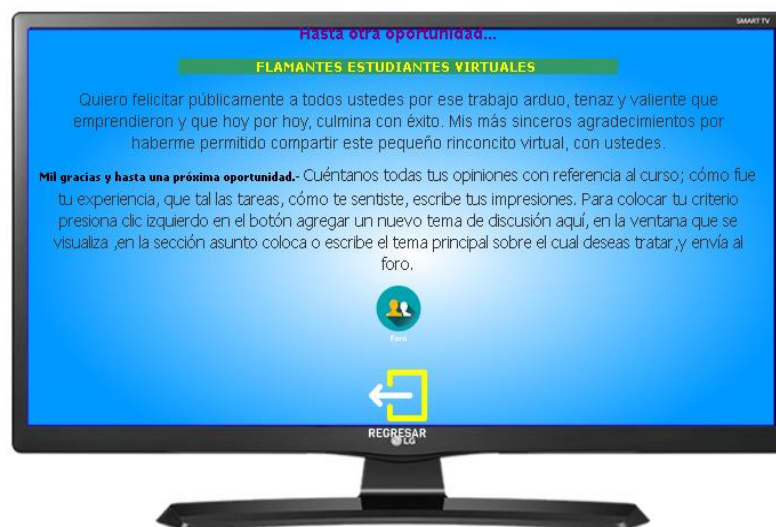 SMART TV
Hasta otra oportunidad...
FLAMANTES ESTUDIANTES VIRTUALES
Quiero felicitar públicamente a todos ustedes por ese trabajo arduo, tenaz y valiente que
emprendieron y que hoy por hoy, culmina con éxito. Mis más sinceros agradecimientos por
haberme permitido compartir este pequeño rinconcito virtual, con ustedes.
Mil gracias y hasta una próxima oportunidad.- Cuéntanos todas tus opiniones con referencia al curso; cómo fue
tu experiencia, que tal las tareas, cómo te sentiste, escribe tus impresiones. Para colocar tu criterio
presiona clic izquierdo en el botón agregar un nuevo tema de discusión aquí, en la ventana que se
visualiza ,en la sección asunto coloca o escribe el tema principal sobre el cual deseas tratar,y envía al
foro.
Foro
REGRESAR
LG